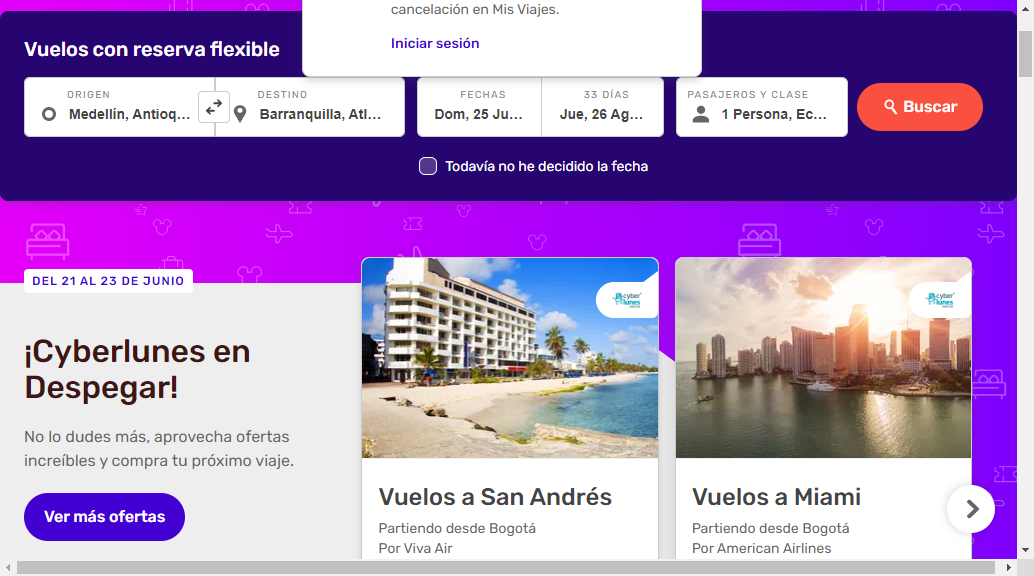 cancelación en Mis Viajes.
Iniciar sesión
Vuelos con reserva flexible
ORIGEN
Medellín, Antioq...
DESTINO
Barranquilla, Atl...
FECHAS
Dom, 25 Ju...
33 DÍAS
Jue, 26 Ag...
PASAJEROS Y CLASE
1 Persona, Ec...
Buscar
Todavía no he decidido la fecha
DEL 21 AL 23 DE JUNIO
¡Cyberlunes en
Despegar!
No lo dudes más, aprovecha ofertas
increíbles y compra tu próximo viaje.
Ver más ofertas
cyber
lunes
Vuelos a San Andrés
Partiendo desde Bogotá
Por Viva Air
cyber
lunes
Vuelos a Miami
Partiendo desde Bogotá
Por American Airlines